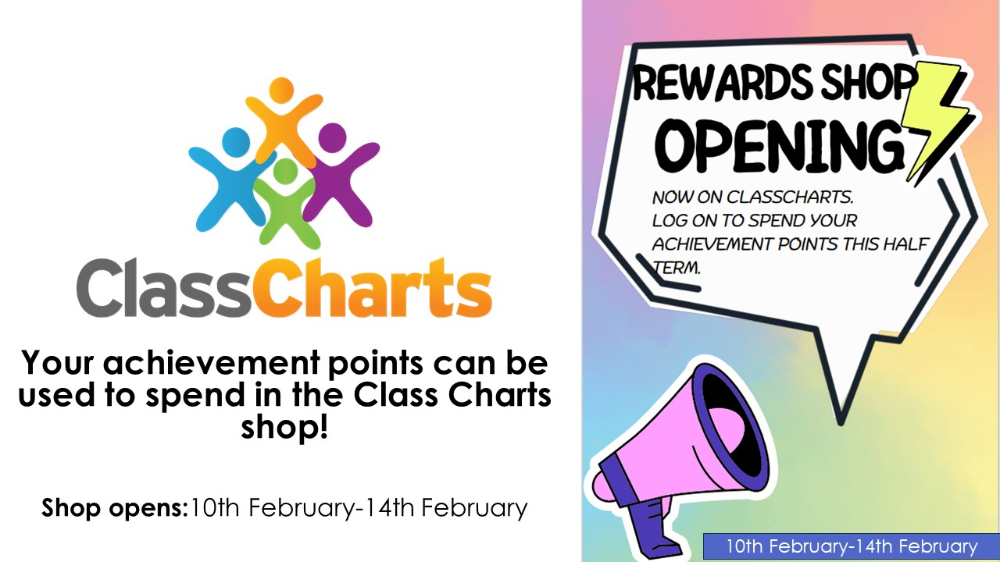 ClassCharts
Your achievement points can be
used to spend in the Class Charts
shop!
Shop opens:10th February-14th February
REWARDS SHOP
OPENING
NOW ON CLASSCHARTS.
LOG ON TO SPEND YOUR
ACHIEVEMENT POINTS THIS HALF
TERM.
10th February-14th February